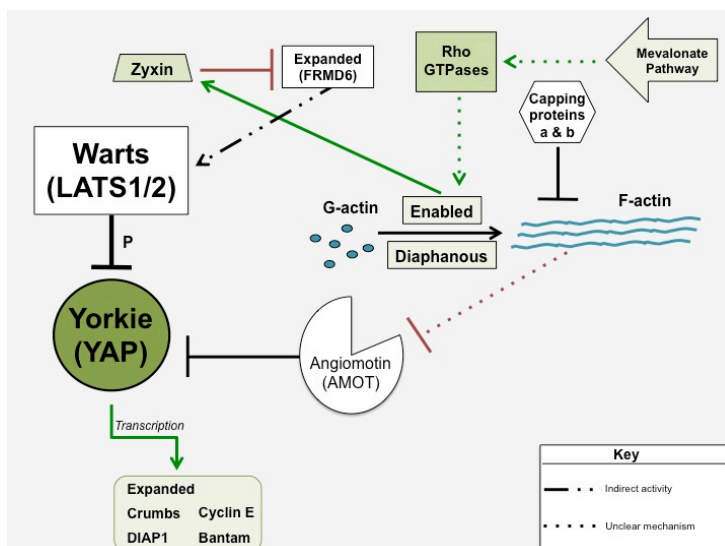 Zyxin
Expanded
(FRMD6)
Rho
GTPases
Mevalonate
Pathway
Capping
proteins
a & b
Warts
(LATS1/2)
P
G-actin
Enabled
F-actin
Diaphanous
Yorkie
(YAP)
Angiomotin
(AMOT)
Transcription
Expanded
Crumbs Cyclin E
DIAP1 Bantam
Key
Indirect activity
Unclear mechanism